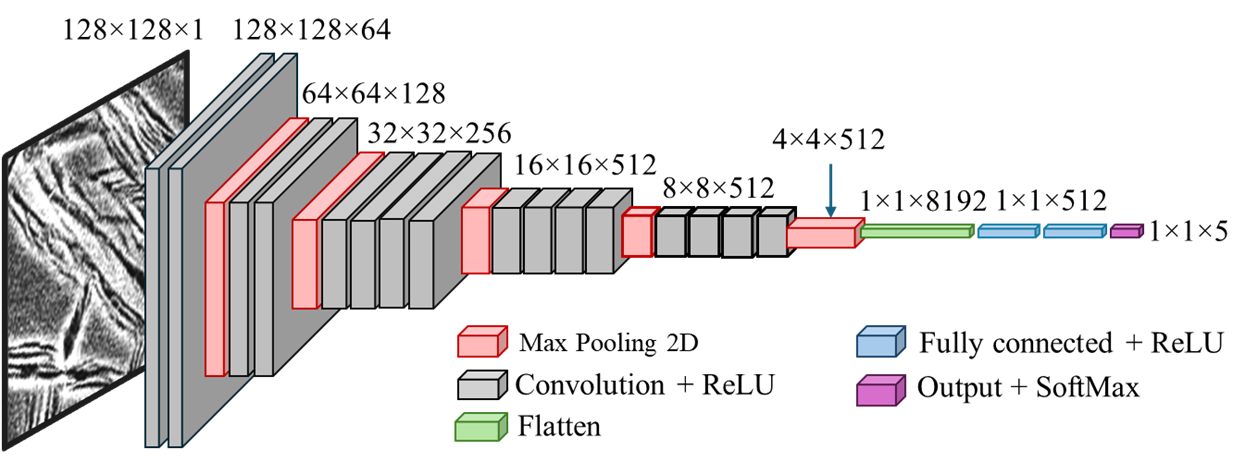 128×128×1
128×128×64
64×64×128
32×32×256
16×16×512
8×8×512
4×4×512
1×1×8192
1×1×512
1×1×5
Max Pooling 2D
Convolution + ReLU
Flatten
Fully connected + ReLU
Output + SoftMax